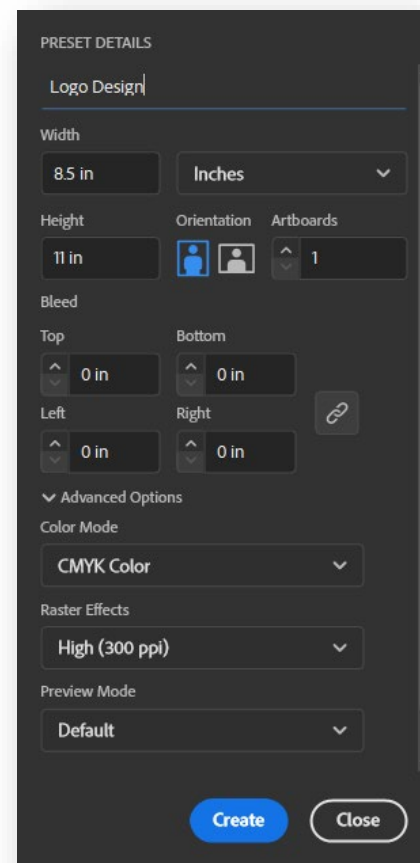 PRESET DETAILS
Logo Design
Width
8.5 in Inches
Height Orientation Artboards
11 in 1
Bleed
Top Bottom
0 in 0 in
Left Right
0 in 0 in
Advanced Options
Color Mode
CMYK Color
Raster Effects
High (300 ppi)
Preview Mode
Default
Create Close